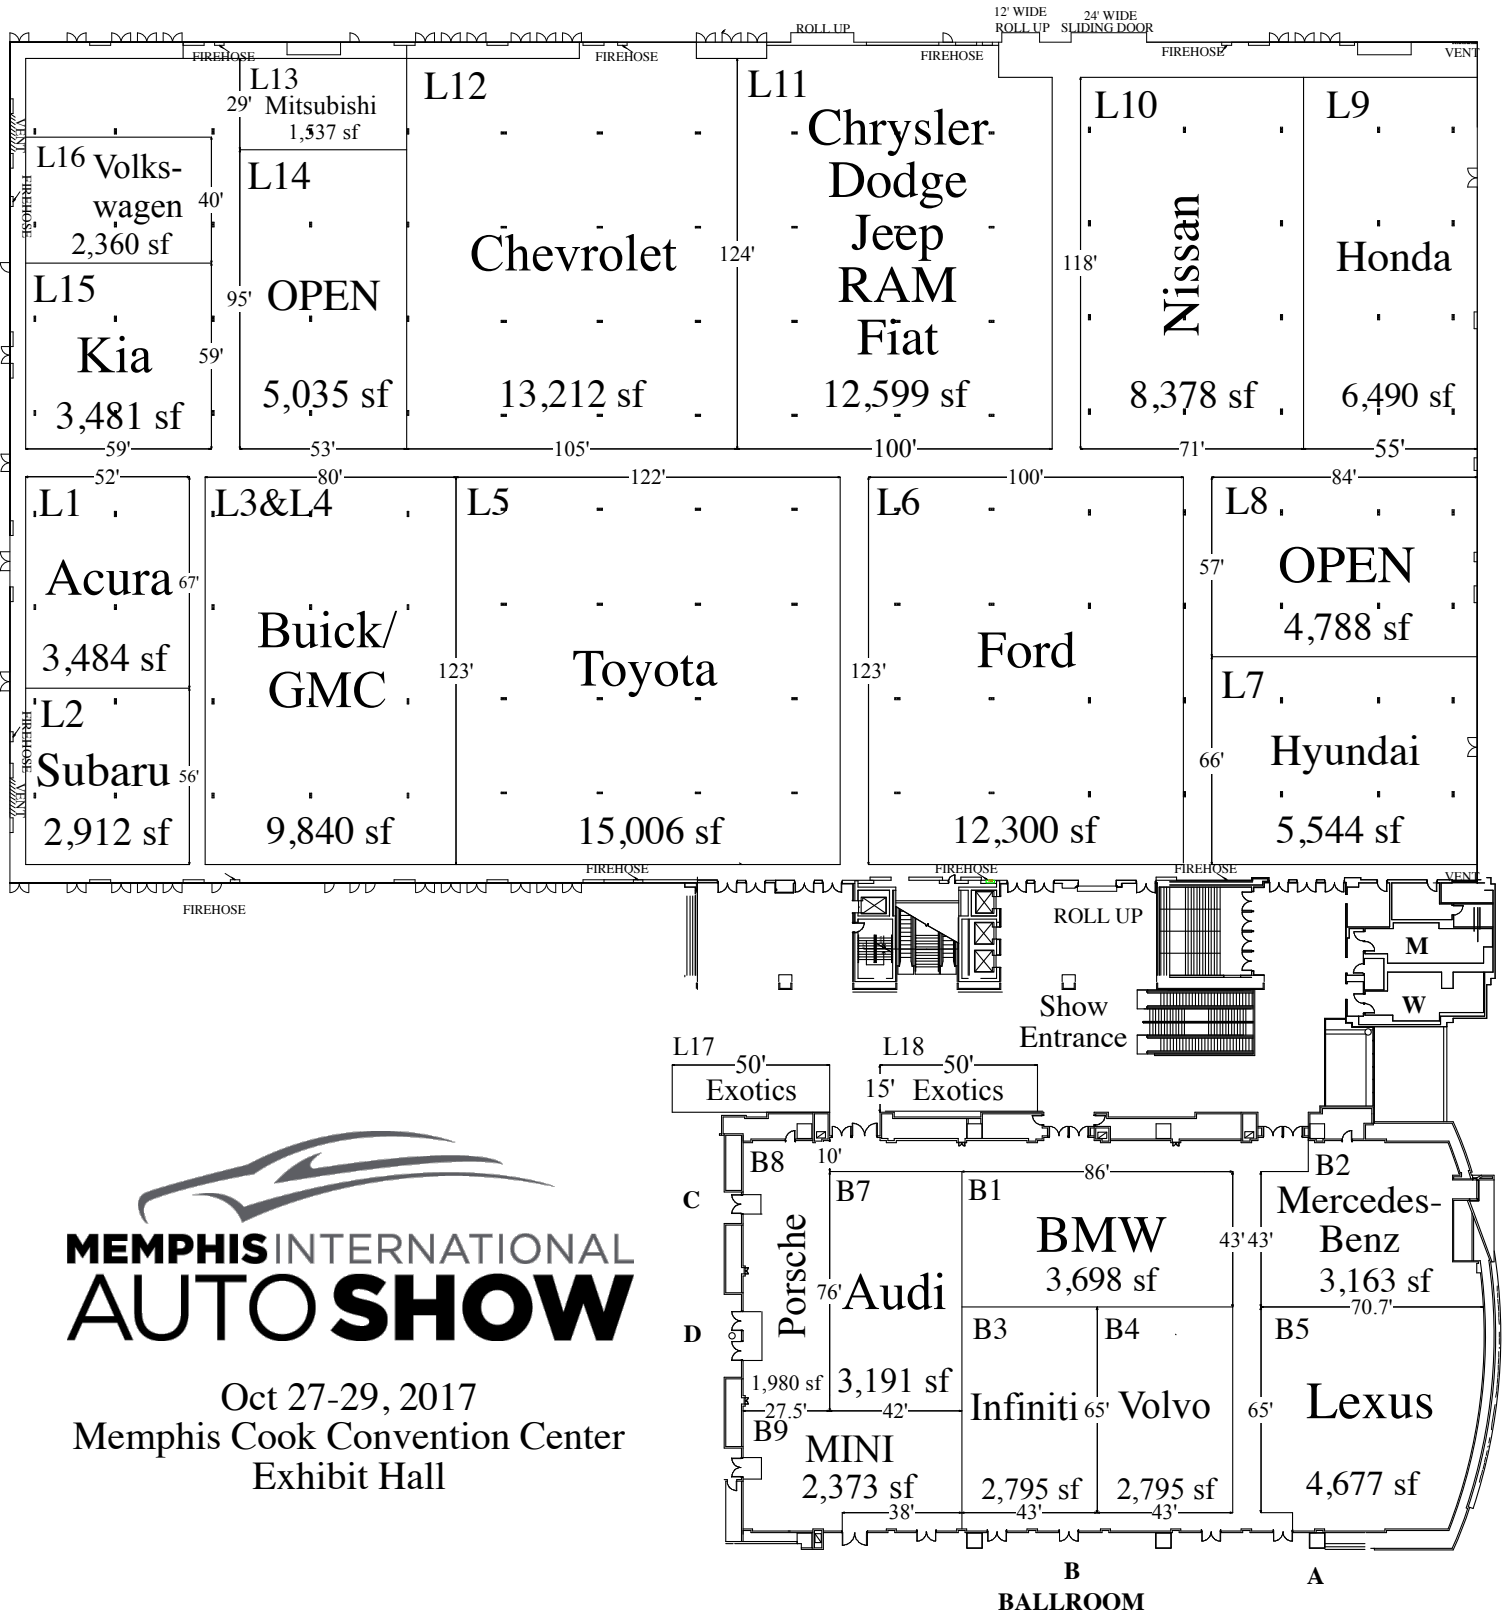 12' WIDE
ROLL UP
24' WIDE
SLIDING DOOR
ROLL UP
FIREHOSE
FIREHOSE
FIREHOSE
FIREHOSE
VENT
L13
Mitsubishi
1,537 sf
29'
L12
Chevrolet
13,212 sf
105'
L11
Chrysler
Dodge
Jeep
RAM
Fiat
12,599 sf
124'
100'
L10
Nissan
8,378 sf
118'
71'
L9
Honda
6,490 sf
55'
VENT
FIREHOSE
L16 Volks-
wagen
2,360 sf
40'
L14
OPEN
5,035 sf
95'
53'
L15
Kia
3,481 sf
59'
59'
52'
L1
Acura
3,484 sf
67'
80'
L3&L4
Buick/
GMC
9,840 sf
123'
122'
L5
Toyota
15,006 sf
100'
L6
Ford
12,300 sf
123'
84'
L8
OPEN
4,788 sf
57'
L2
Subaru
2,912 sf
56'
FIREHOSE
VENT
L7
Hyundai
5,544 sf
66'
FIREHOSE
FIREHOSE
FIREHOSE
VENT
FIREHOSE
ROLL UP
M
W
Show
Entrance
L17
50'
Exotics
L18
50'
15'
Exotics
B8
Porsche
1,980 sf
27.5'
10'
B7
Audi
3,191 sf
76'
42'
B1
86'
BMW
3,698 sf
43'
43'
B2
Mercedes-
Benz
3,163 sf
70.7'
C
D
B3
Infiniti
2,795 sf
65'
43'
B4
Volvo
2,795 sf
43'
B5
Lexus
4,677 sf
65'
B9
MINI
2,373 sf
38'
B
BALLROOM
A
MEMPHIS INTERNATIONAL
AUTO SHOW
Oct 27-29, 2017
Memphis Cook Convention Center
Exhibit Hall